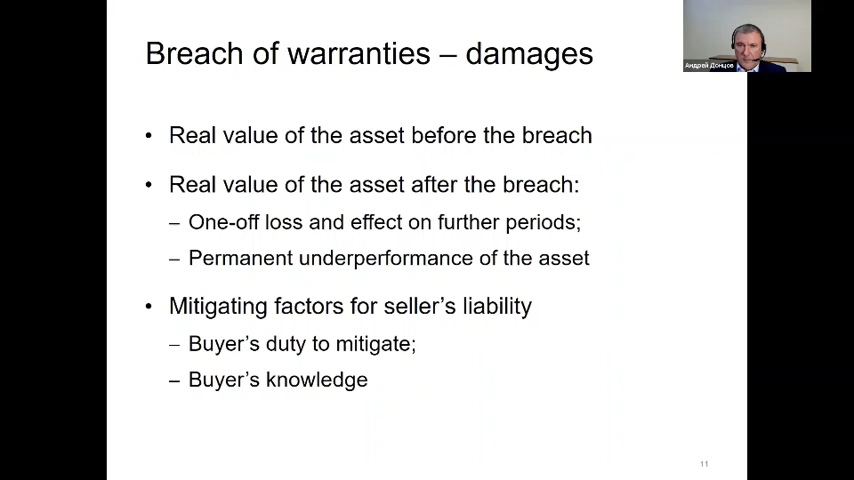 Breach of warranties – damages
Андрей Донцов
• Real value of the asset before the breach
• Real value of the asset after the breach:
– One-off loss and effect on further periods;
– Permanent underperformance of the asset
• Mitigating factors for seller's liability
– Buyer's duty to mitigate;
– Buyer's knowledge
11